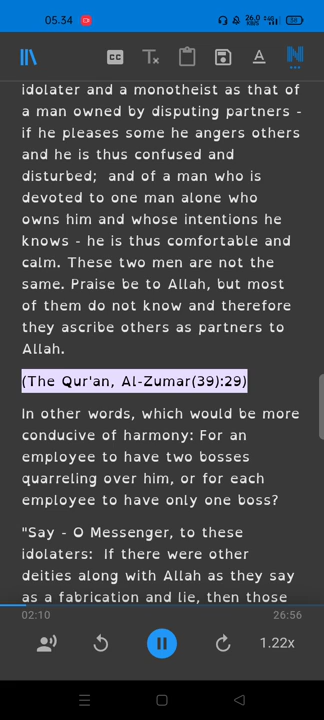 05.34
26.0
KB/S
CC
A
N
idolater and a monotheist as that of
a man owned by disputing partners -
if he pleases some he angers others
and he is thus confused and
disturbed;  and of a man who is
devoted to one man alone who
owns him and whose intentions he
knows - he is thus comfortable and
calm. These two men are not the
same. Praise be to Allah, but most
of them do not know and therefore
they ascribe others as partners to
Allah.
(The Qur'an, Al-Zumar(39):29)
In other words, which would be more
conducive of harmony: For an
employee to have two bosses
quarreling over him, or for each
employee to have only one boss?
"Say - O Messenger, to these
idolaters:  If there were other
deities along with Allah as they say
as a fabrication and lie, then those
02:10
26:56
1.22x